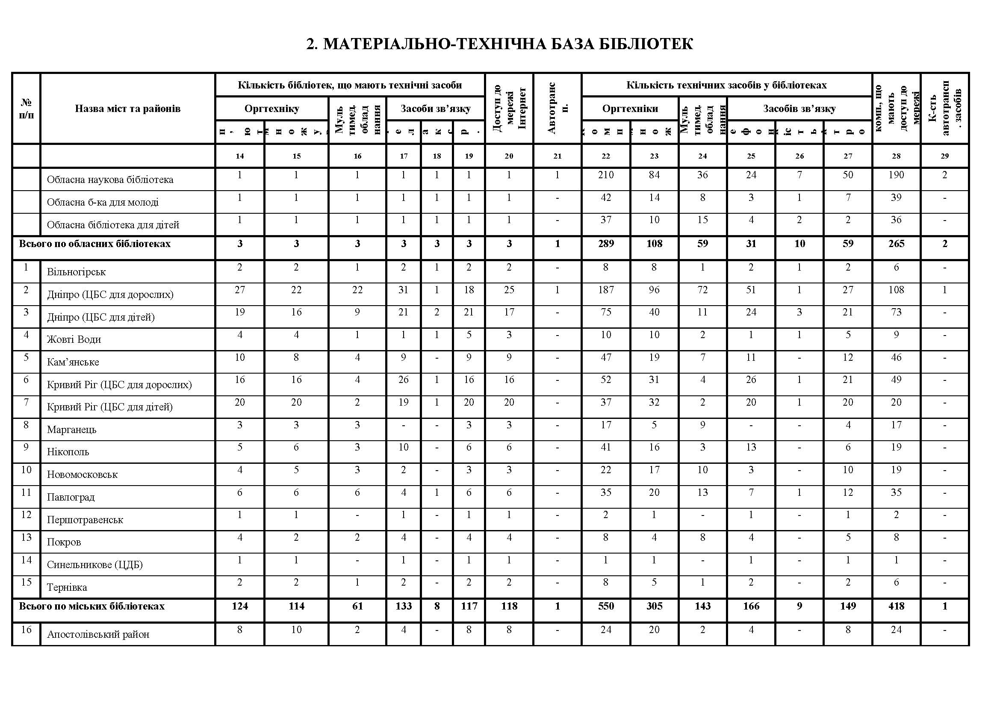 2. МАТЕРІАЛЬНО-ТЕХНІЧНА БАЗА БІБЛІОТЕК
№ п/п Назва міст та районів Кількість бібліотек, що мають технічні засоби Доступ до мережі Інтернет Автотрансп. Кількість технічних засобів у бібліотеках комп., що мають доступ до мережі К-сть автотрансп. засобів
Оргтехніку Мультимед. обладнання Засоби зв’язку Оргтехніки Мультимед. обладнання Засобів зв’язку
14 15 16 17 18 19 20 21 22 23 24 25 26 27 28 29
Обласна наукова бібліотека 1 1 1 1 1 1 1 1 210 84 36 24 7 50 190 2
Обласна б-ка для молоді 1 1 1 1 1 1 1 - 42 14 8 3 1 7 39 -
Обласна бібліотека для дітей 1 1 1 1 1 1 1 - 37 10 15 4 2 2 36 -
Всього по обласних бібліотеках 3 3 3 3 3 3 3 1 289 108 59 31 10 59 265 2
1 Вільногірськ 2 2 1 2 1 2 2 - 8 8 1 2 1 2 6 -
2 Дніпро (ЦБС для дорослих) 27 22 22 31 1 18 25 1 187 96 72 51 1 27 108 1
3 Дніпро (ЦБС для дітей) 19 16 9 21 2 21 17 - 75 40 11 24 3 21 73 -
4 Жовті Води 4 4 1 1 1 5 3 - 10 10 2 1 1 5 9 -
5 Кам’янське 10 8 4 9 - 9 9 - 47 19 7 11 - 12 46 -
6 Кривий Ріг (ЦБС для дорослих) 16 16 4 26 1 16 16 - 52 31 4 26 1 21 49 -
7 Кривий Ріг (ЦБС для дітей) 20 20 2 19 1 20 20 - 37 32 2 20 1 20 20 -
8 Марганець 3 3 3 - - 3 3 - 17 5 9 - - 4 17 -
9 Нікополь 5 6 3 10 - 6 6 - 41 16 3 13 - 6 19 -
10 Новомосковськ 4 5 3 2 - 3 3 - 22 17 10 3 - 10 19 -
11 Павлоград 6 6 6 4 1 6 6 - 35 20 13 7 1 12 35 -
12 Першотравенськ 1 1 - 1 - 1 1 - 2 1 - 1 - 1 2 -
13 Покров 4 2 2 4 - 4 4 - 8 4 8 4 - 5 8 -
14 Синельникове (ЦДБ) 1 1 - 1 - 1 1 - 1 1 - 1 - 1 1 -
15 Тернівка 2 2 1 2 - 2 2 - 8 5 1 2 - 2 6 -
Всього по міських бібліотеках 124 114 61 133 8 117 118 1 550 305 143 166 9 149 418 1
16 Апостолівський район 8 10 2 4 - 8 8 - 24 20 2 4 - 8 24 -